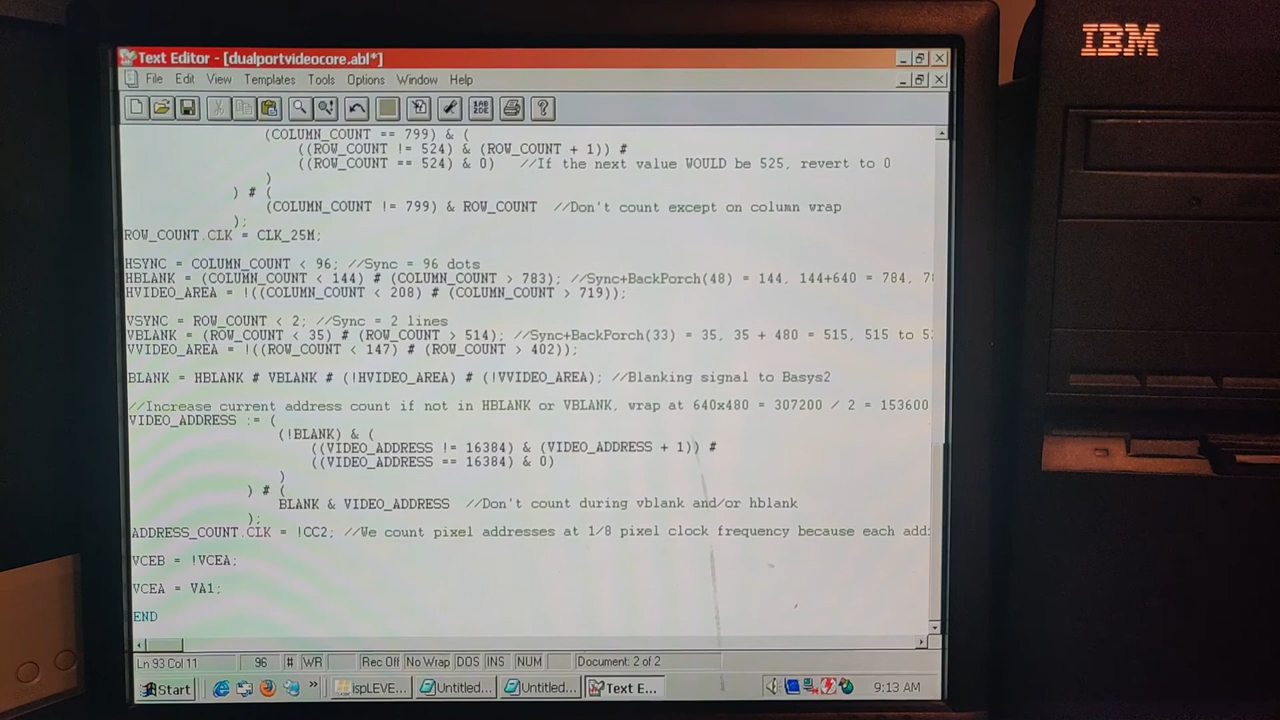 IBM
Text Editor - [dualportvideocore.abl*]
File Edit View Templates Tools Options Window Help
(COLUMN_COUNT == 799) & (
((ROW_COUNT != 524) & (ROW_COUNT + 1)) #
((ROW_COUNT == 524) & 0) //If the next value WOULD be 525, revert to 0
)
) # (
(COLUMN_COUNT != 799) & ROW_COUNT //Don't count except on column wrap
);
ROW_COUNT.CLK = CLK_25M;
HSYNC = COLUMN_COUNT < 96; //Sync = 96 dots
HBLANK = (COLUMN_COUNT < 144) # (COLUMN_COUNT > 783); //Sync+BackPorch(48) = 144, 144+640 = 784,
HVIDEO_AREA = !((COLUMN_COUNT < 208) # (COLUMN_COUNT > 719));
VSYNC = ROW_COUNT < 2; //Sync = 2 lines
VBLANK = (ROW_COUNT < 35) # (ROW_COUNT > 514); //Sync+BackPorch(33) = 35, 35 + 480 = 515, 515 to
VVIDEO_AREA = !((ROW_COUNT < 147) # (ROW_COUNT > 402));
BLANK = HBLANK # VBLANK # (!HVIDEO_AREA) # (!VVIDEO_AREA); //Blanking signal to Basys2
//Increase current address count if not in HBLANK or VBLANK, wrap at 640x480 = 307200 / 2 = 153600
VIDEO_ADDRESS := (
(!BLANK) & (
((VIDEO_ADDRESS != 16384) & (VIDEO_ADDRESS + 1)) #
((VIDEO_ADDRESS == 16384) & 0)
)
) # (
BLANK & VIDEO_ADDRESS //Don't count during vblank and/or hblank
);
ADDRESS_COUNT.CLK = !CC2; //We count pixel addresses at 1/8 pixel clock frequency because each add
VCEB = !VCEA;
VCEA = VA1;
END
Ln 93 Col 11 96 # WR Rec Off No Wrap DOS INS NUM Document: 2 of 2
Start » ispLEVE... Untitled... Untitled... Text E... 9:13 AM